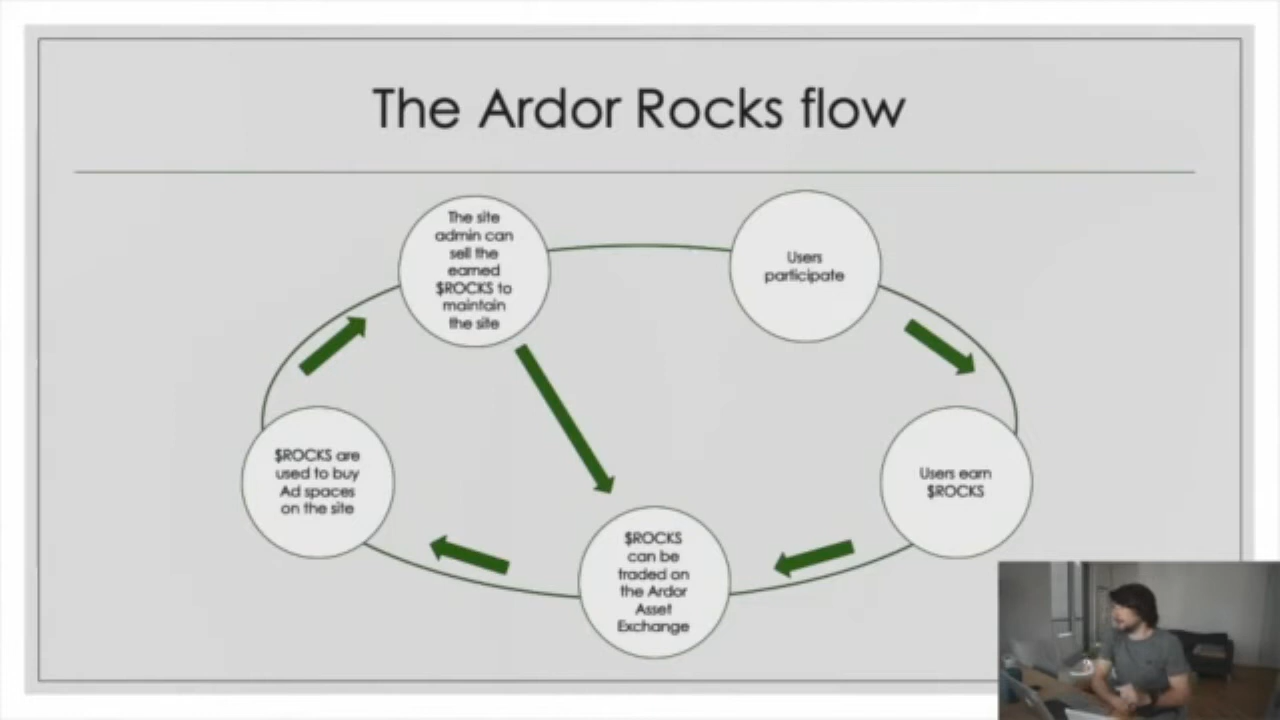 The Ardor Rocks flow
The site
admin can
sell the
earned
$ROCKS to
maintain
the site
Users
participate
$ROCKS are
used to buy
Ad spaces
on the site
Users earn
$ROCKS
$ROCKS
can be
traded on
the Ardor
Asset
Exchange